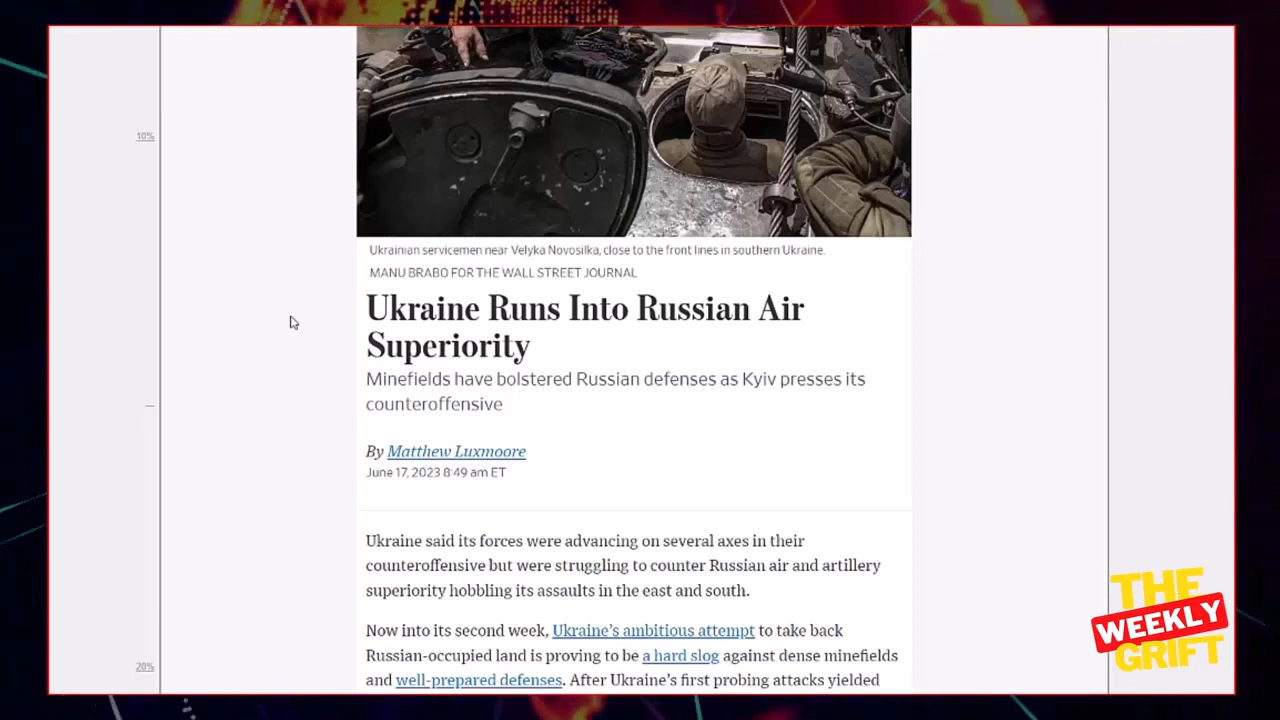 10%
Ukrainian servicemen near Velyka Novosilka, close to the front lines in southern Ukraine.
MANU BRABO FOR THE WALL STREET JOURNAL
Ukraine Runs Into Russian Air
Superiority
Minefields have bolstered Russian defenses as Kyiv presses its
counteroffensive
By Matthew Luxmoore
June 17, 2023 8:49 am ET
Ukraine said its forces were advancing on several axes in their
counteroffensive but were struggling to counter Russian air and artillery
superiority hobbling its assaults in the east and south.
Now into its second week, Ukraine's ambitious attempt to take back
Russian-occupied land is proving to be a hard slog against dense minefields
and well-prepared defenses. After Ukraine's first probing attacks yielded
20%
THE
WEEKLY
GRIFT